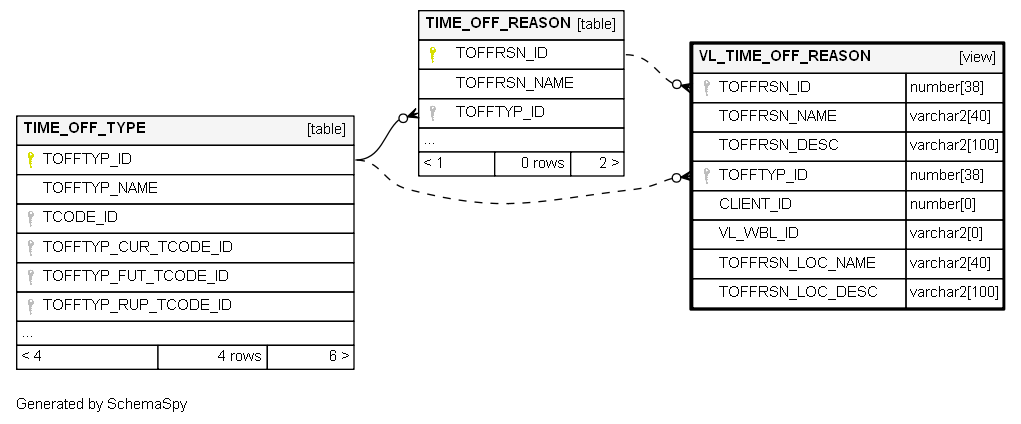 TIME_OFF_REASON [table]
TOFFRSN_ID
TOFFRSN_NAME
TOFFTYP_ID
...
< 1 0 rows 2 >
VL_TIME_OFF_REASON [view]
TOFFRSN_ID number[38]
TOFFRSN_NAME varchar2[40]
TOFFRSN_DESC varchar2[100]
TOFFTYP_ID number[38]
CLIENT_ID number[0]
VL_WBL_ID varchar2[0]
TOFFRSN_LOC_NAME varchar2[40]
TOFFRSN_LOC_DESC varchar2[100]
TIME_OFF_TYPE [table]
TOFFTYP_ID
TOFFTYP_NAME
TCODE_ID
TOFFTYP_CUR_TCODE_ID
TOFFTYP_FUT_TCODE_ID
TOFFTYP_RUP_TCODE_ID
...
< 4 4 rows 6 >
Generated by SchemaSpy